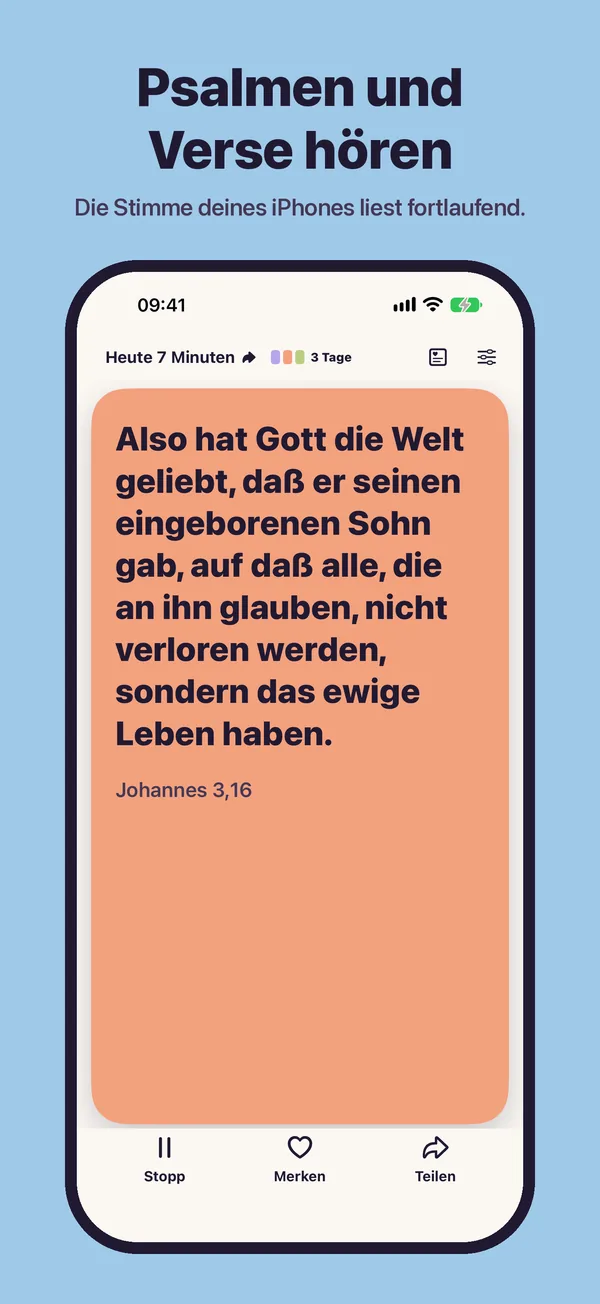 Psalmen und
Verse hören
Die Stimme deines iPhones liest fortlaufend.
09:41
Heute 7 Minuten 3 Tage
Also hat Gott die Welt
geliebt, daß er seinen
eingeborenen Sohn
gab, auf daß alle, die
an ihn glauben, nicht
verloren werden,
sondern das ewige
Leben haben.
Johannes 3,16
Stopp Merken Teilen